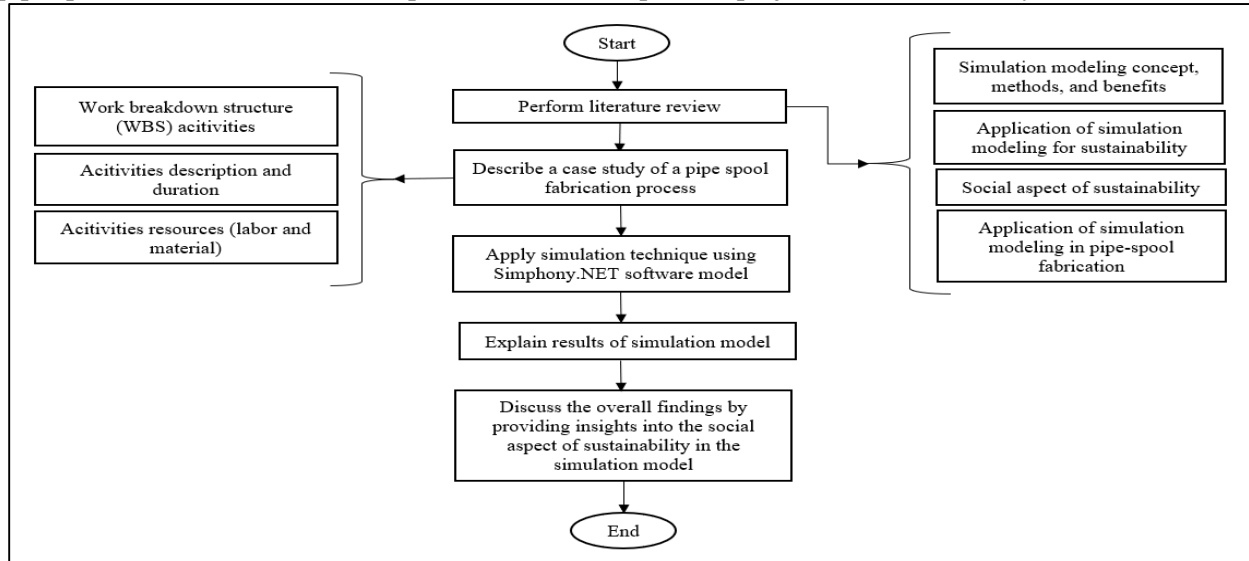 Start
Perform literature review
Describe a case study of a pipe spool
fabrication process
Apply simulation technique using
Simphony.NET software model
Explain results of simulation model
Discuss the overall findings by
providing insights into the social
aspect of sustainability in the
simulation model
End
Work breakdown structure
(WBS) acitivities
Acitivities description and
duration
Acitivities resources (labor and
material)
Simulation modeling concept,
methods, and benefits
Application of simulation
modeling for sustainability
Social aspect of sustainability
Application of simulation
modeling in pipe-spool
fabrication